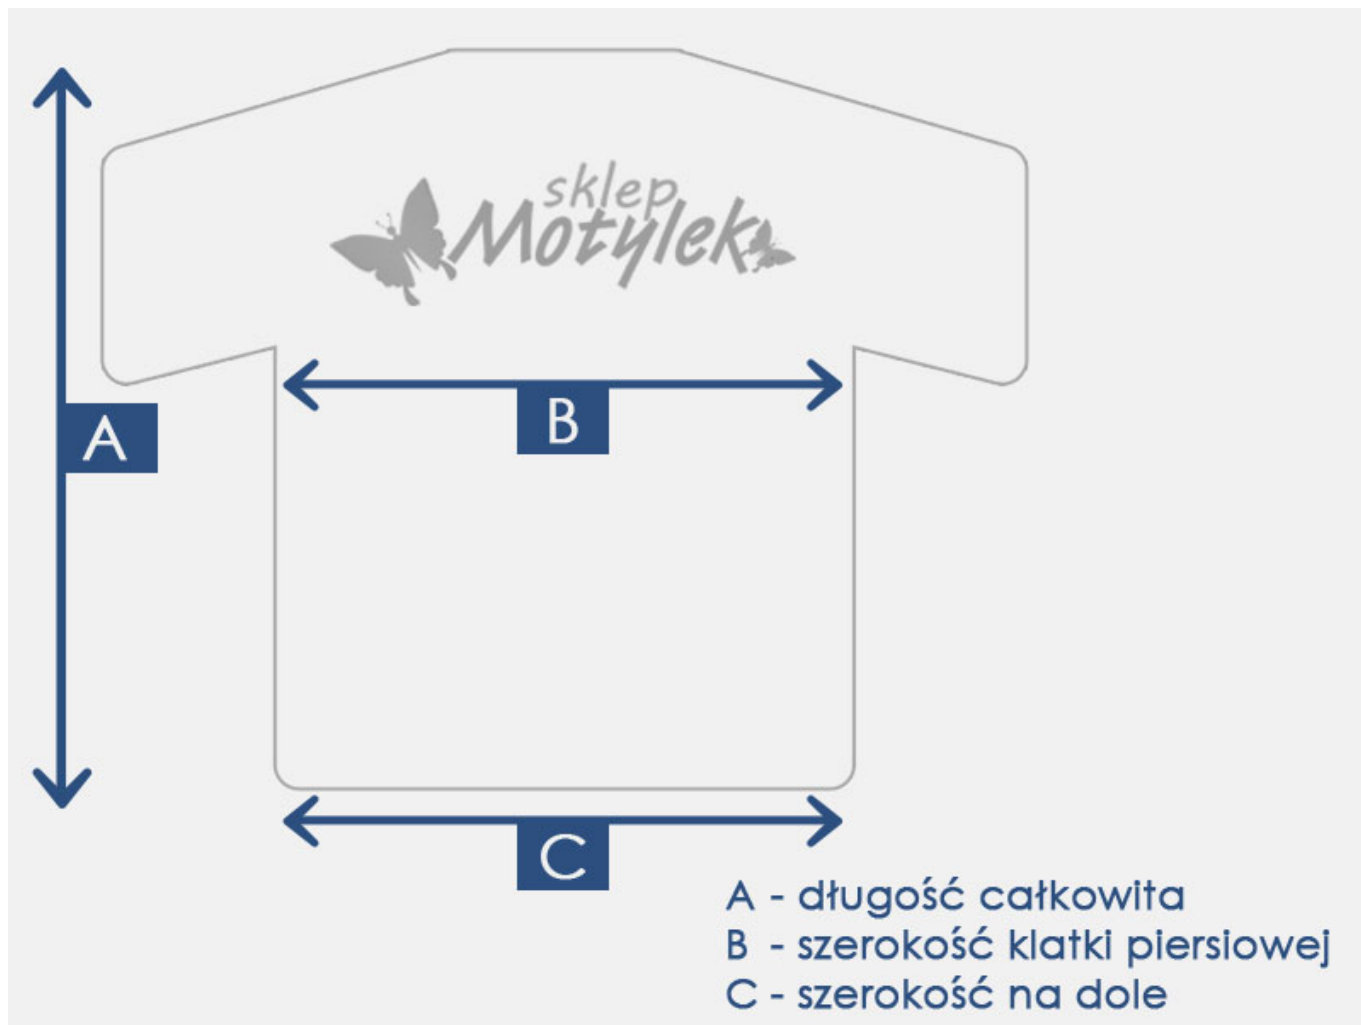 sklep
Motylek
A
B
C
A - długość całkowita
B - szerokość klatki piersiowej
C - szerokość na dole